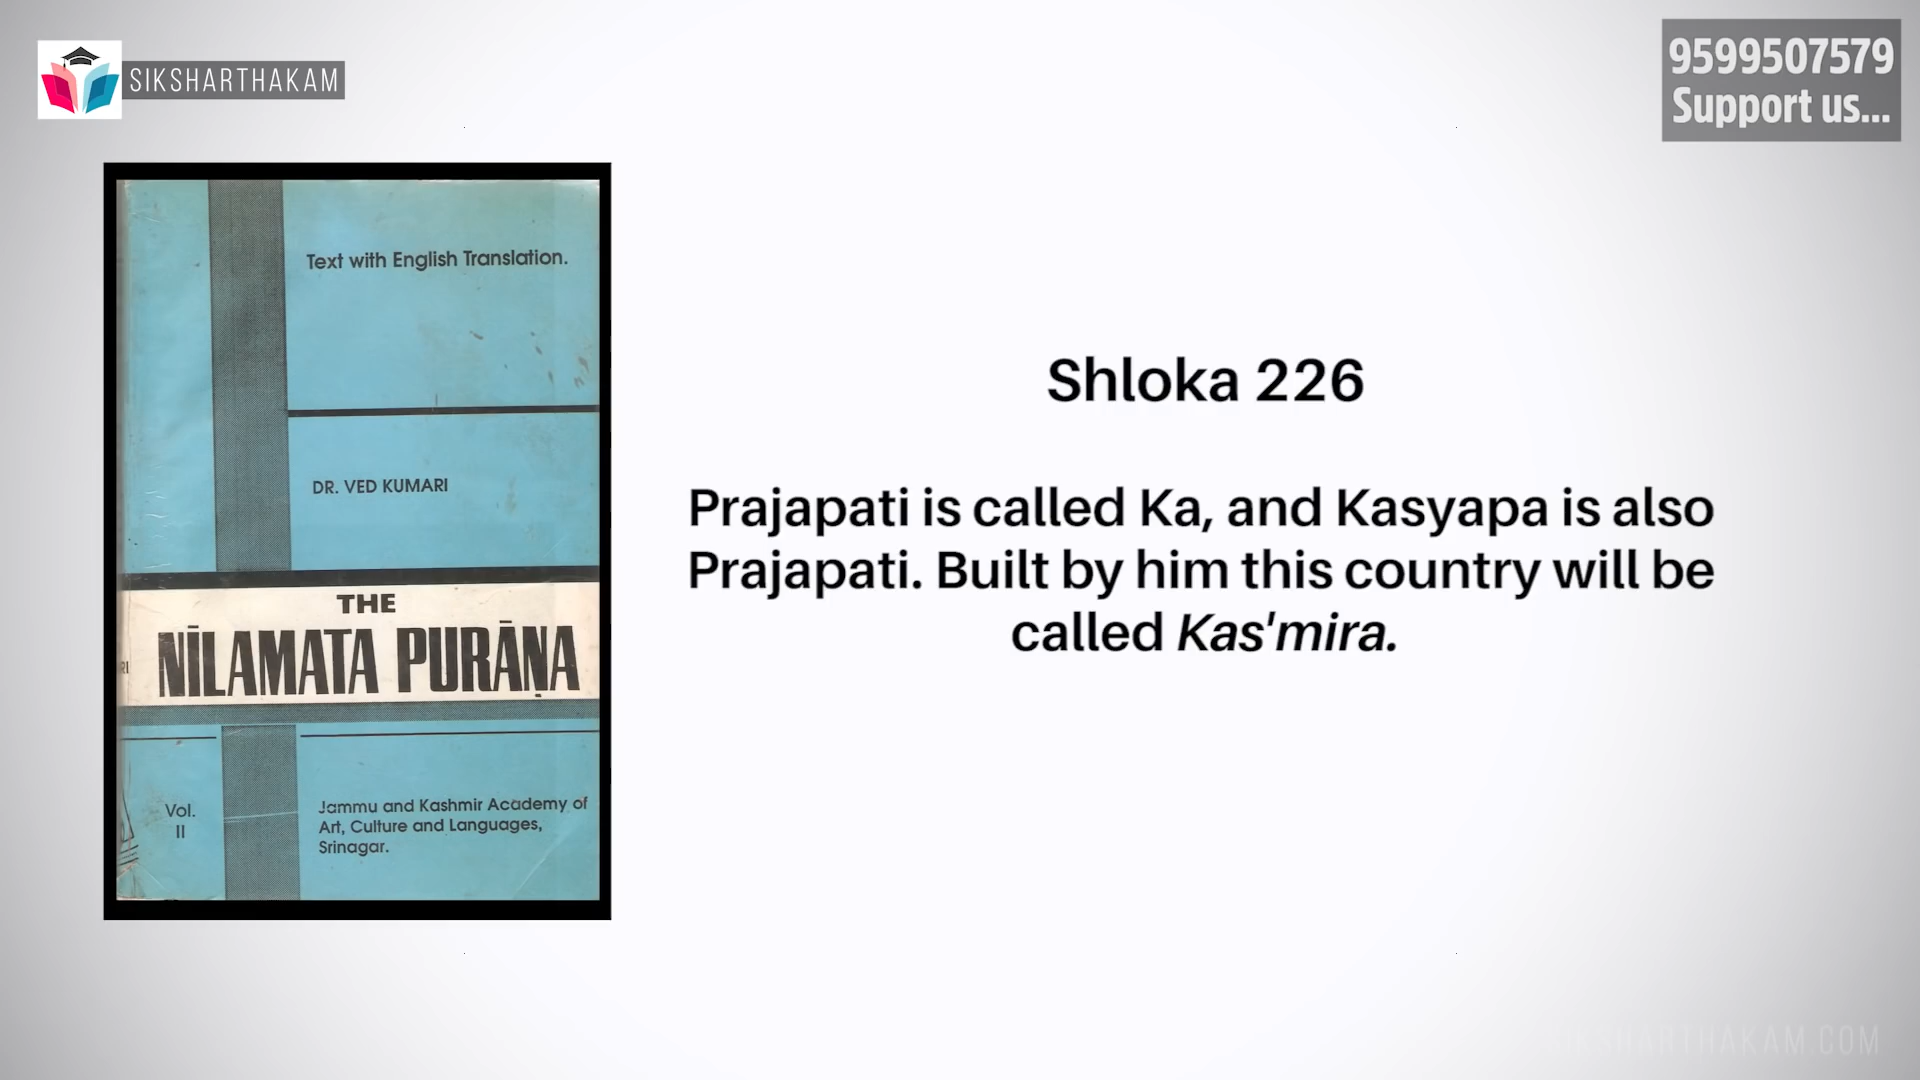 SIKSHARTHAKAM
9599507579
Support us...
Text with English Translation.
DR. VED KUMARI
THE
NĪLAMATA PURĀṆA
Vol.
II
Jammu and Kashmir Academy of
Art, Culture and Languages,
Srinagar.
Shloka 226
Prajapati is called Ka, and Kasyapa is also
Prajapati. Built by him this country will be
called Kas'mira.
SIKSHARTHAKAM.COM